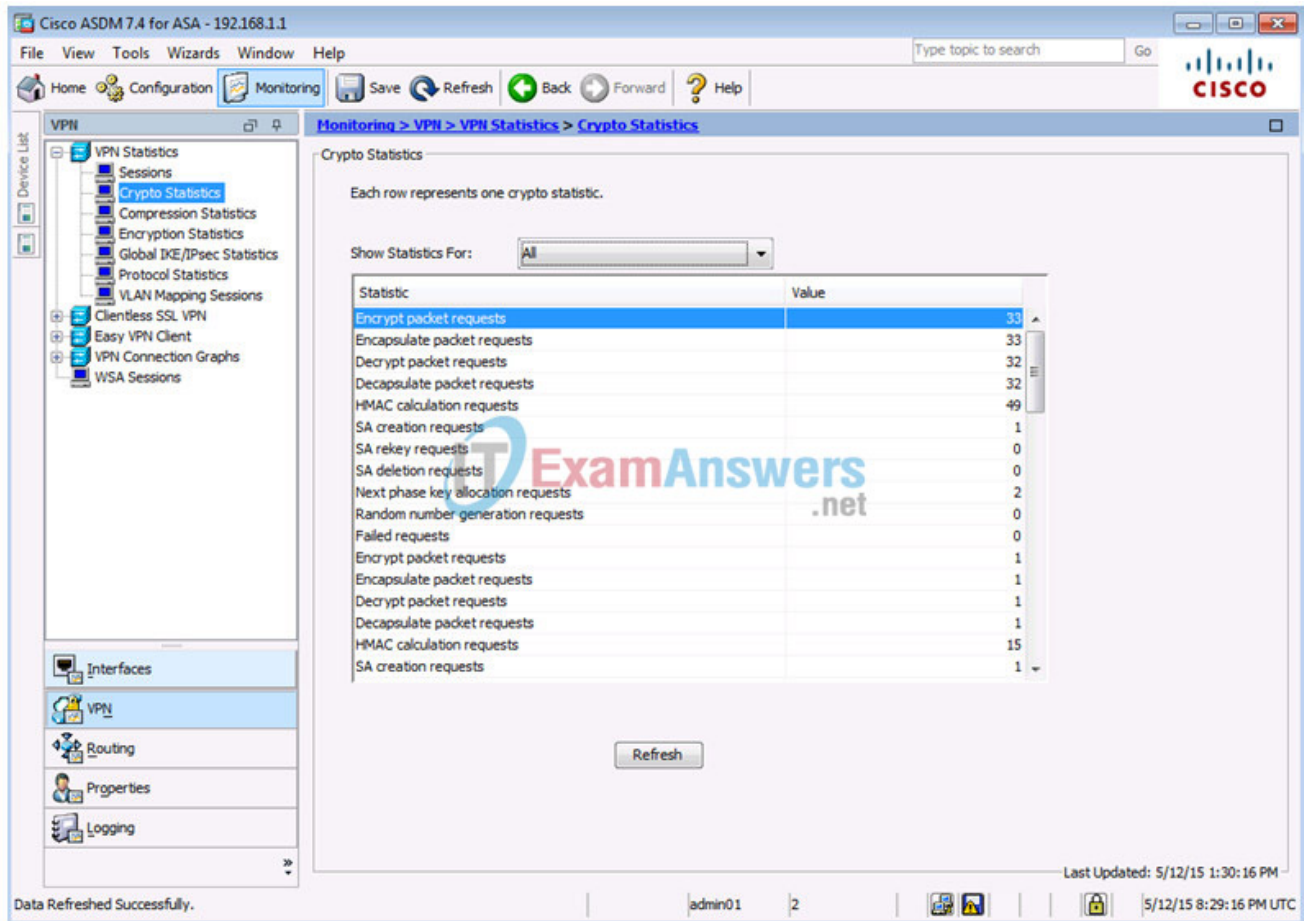 Cisco ASDM 7.4 for ASA - 192.168.1.1
File View Tools Wizards Window Help
Type topic to search Go
Home Configuration Monitoring Save Refresh Back Forward Help
CISCO
Device List
VPN
VPN Statistics
Sessions
Crypto Statistics
Compression Statistics
Encryption Statistics
Global IKE/IPsec Statistics
Protocol Statistics
VLAN Mapping Sessions
Clientless SSL VPN
Easy VPN Client
VPN Connection Graphs
WSA Sessions
Interfaces
VPN
Routing
Properties
Logging
Monitoring > VPN > VPN Statistics > Crypto Statistics
Crypto Statistics
Each row represents one crypto statistic.
Show Statistics For: All
Statistic Value
Encrypt packet requests 33
Encapsulate packet requests 33
Decrypt packet requests 32
Decapsulate packet requests 32
HMAC calculation requests 49
SA creation requests 1
SA rekey requests 0
SA deletion requests 0
Next phase key allocation requests 2
Random number generation requests 0
Failed requests 0
Encrypt packet requests 1
Encapsulate packet requests 1
Decrypt packet requests 1
Decapsulate packet requests 1
HMAC calculation requests 15
SA creation requests 1
ITExamAnswers
.net
Refresh
Last Updated: 5/12/15 1:30:16 PM
Data Refreshed Successfully. admin01 2 5/12/15 8:29:16 PM UTC